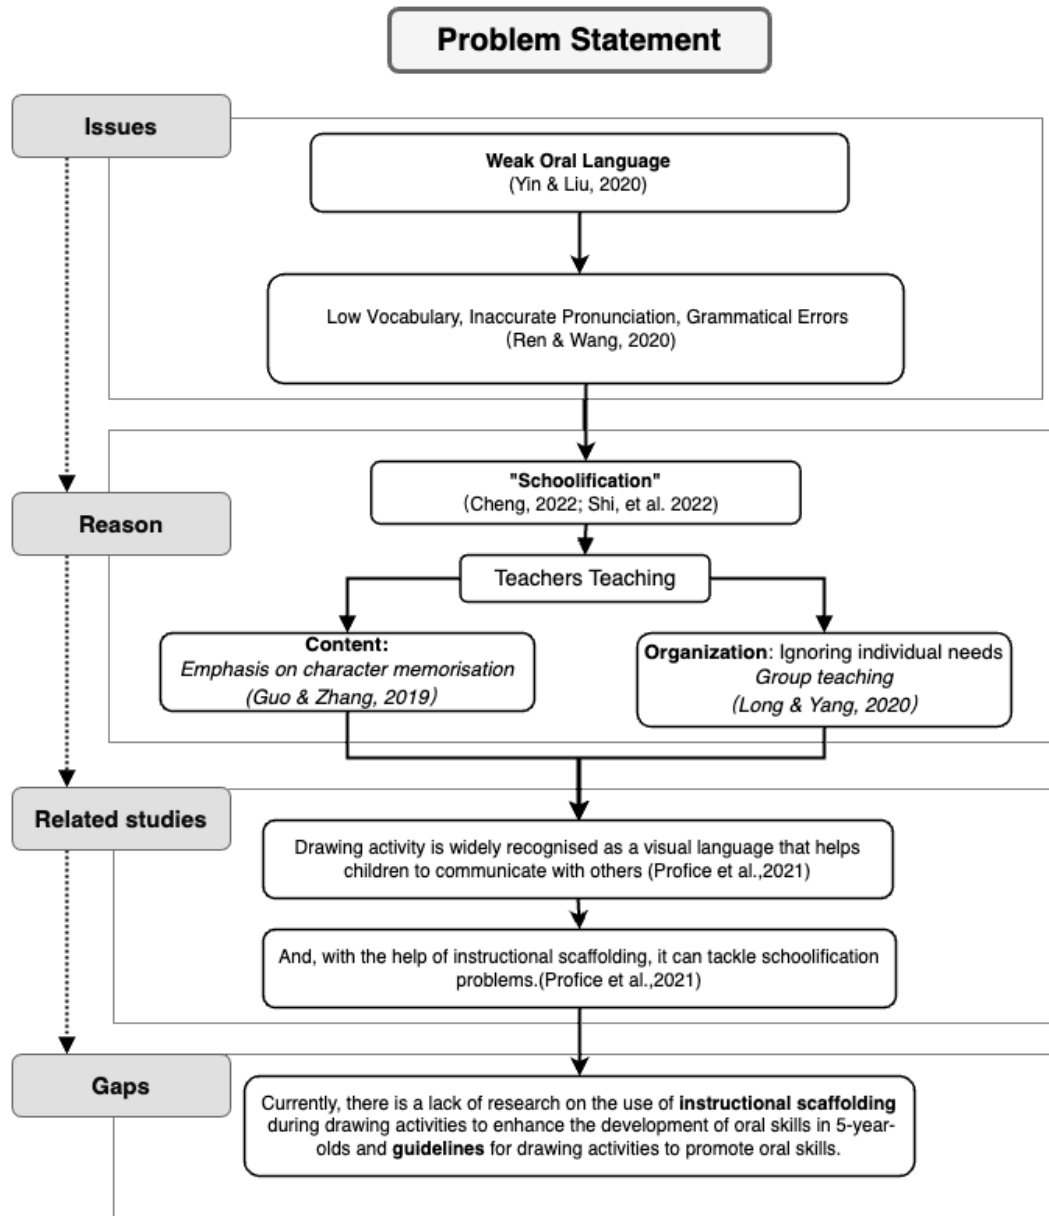 Problem Statement
Issues
Weak Oral Language
(Yin & Liu, 2020)
Low Vocabulary, Inaccurate Pronunciation, Grammatical Errors
(Ren & Wang, 2020)
"Schoolification"
(Cheng, 2022; Shi, et al. 2022)
Reason
Teachers Teaching
Content:
Emphasis on character memorisation
(Guo & Zhang, 2019)
Organization: Ignoring individual needs
Group teaching
(Long & Yang, 2020)
Related studies
Drawing activity is widely recognised as a visual language that helps
children to communicate with others (Profice et al.,2021)
And, with the help of instructional scaffolding, it can tackle schoolification
problems.(Profice et al.,2021)
Gaps
Currently, there is a lack of research on the use of instructional scaffolding
during drawing activities to enhance the development of oral skills in 5-year-
olds and guidelines for drawing activities to promote oral skills.